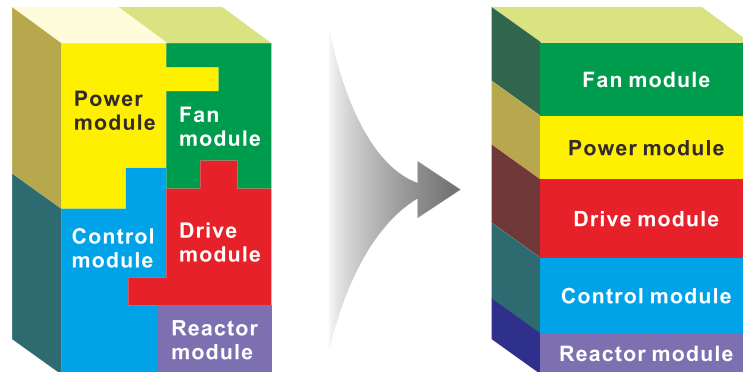 Power
module
Fan
module
Control
module
Drive
module
Reactor
module
Fan module
Power module
Drive module
Control module
Reactor module